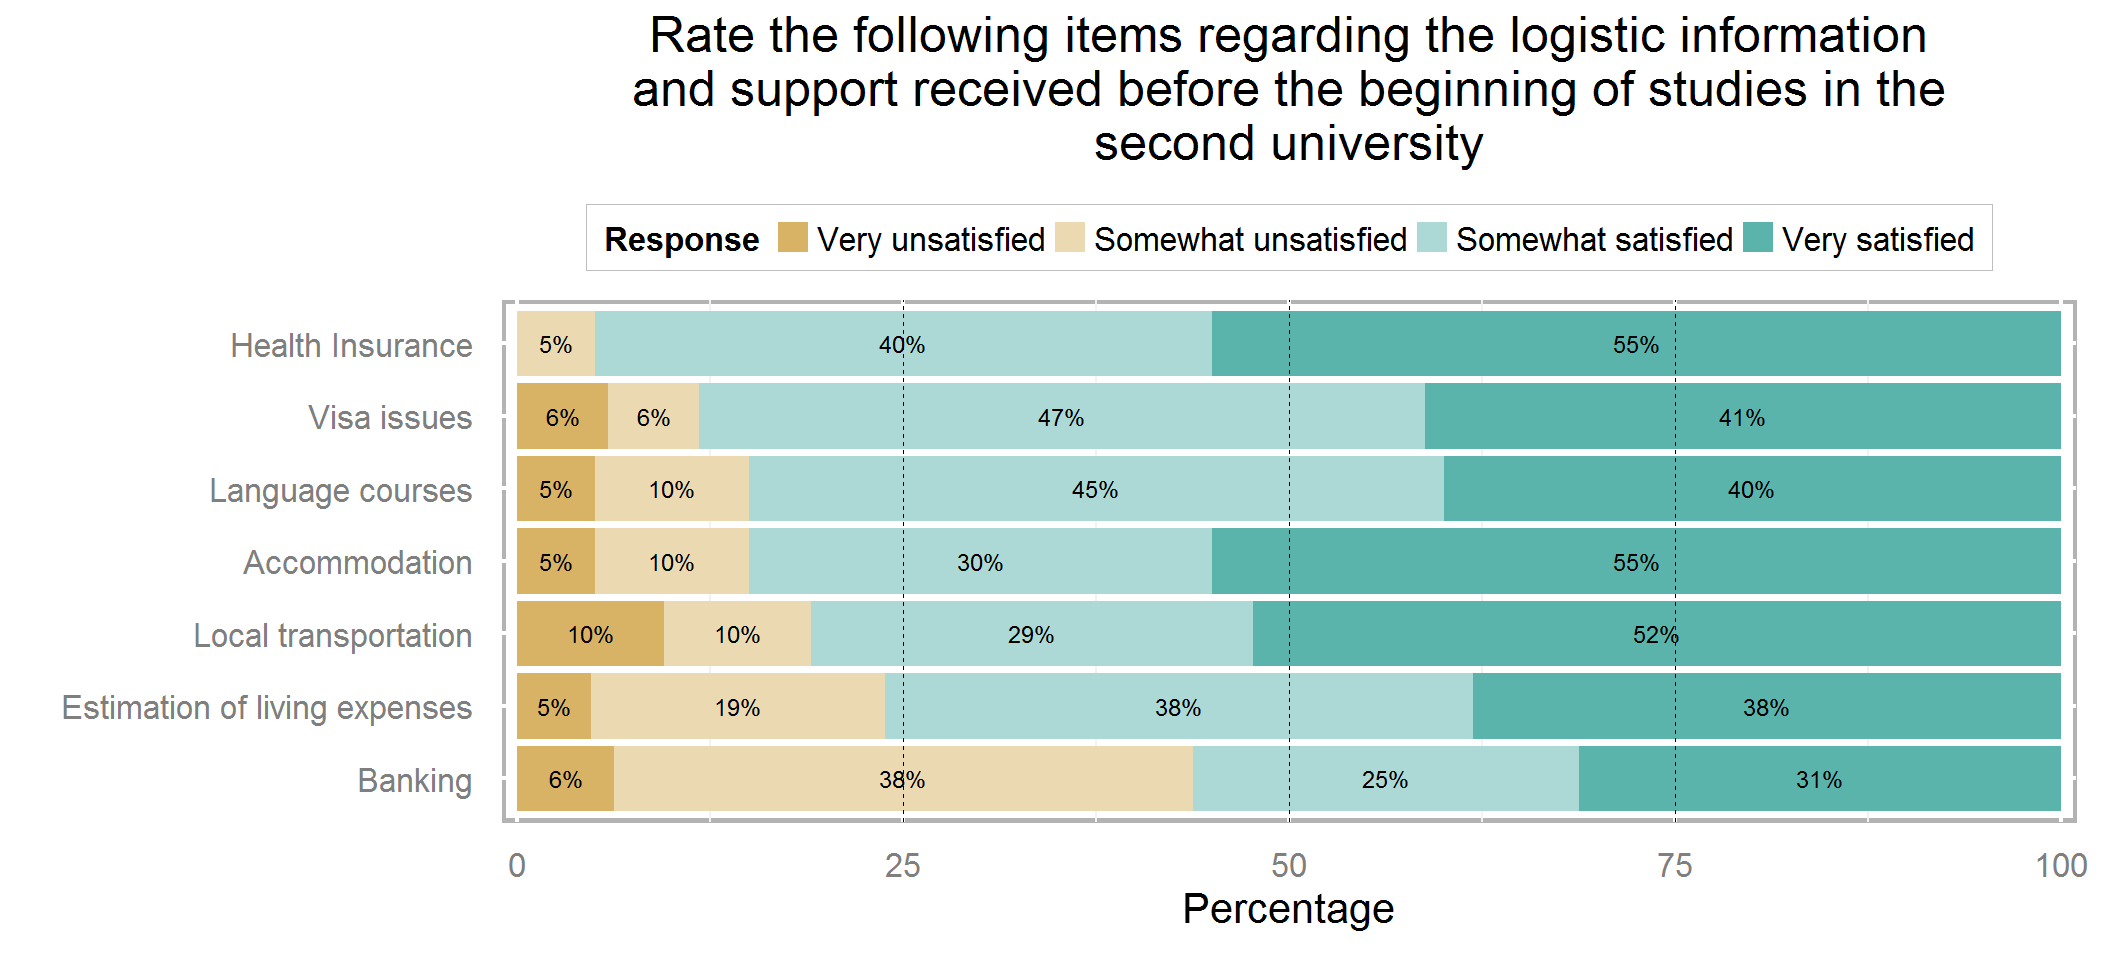 Rate the following items regarding the logistic information
and support received before the beginning of studies in the
second university
Response Very unsatisfied Somewhat unsatisfied Somewhat satisfied Very satisfied
Health Insurance 5% 40% 55%
Visa issues 6% 6% 47% 41%
Language courses 5% 10% 45% 40%
Accommodation 5% 10% 30% 55%
Local transportation 10% 10% 29% 52%
Estimation of living expenses 5% 19% 38% 38%
Banking 6% 38% 25% 31%
0 25 50 75 100
Percentage